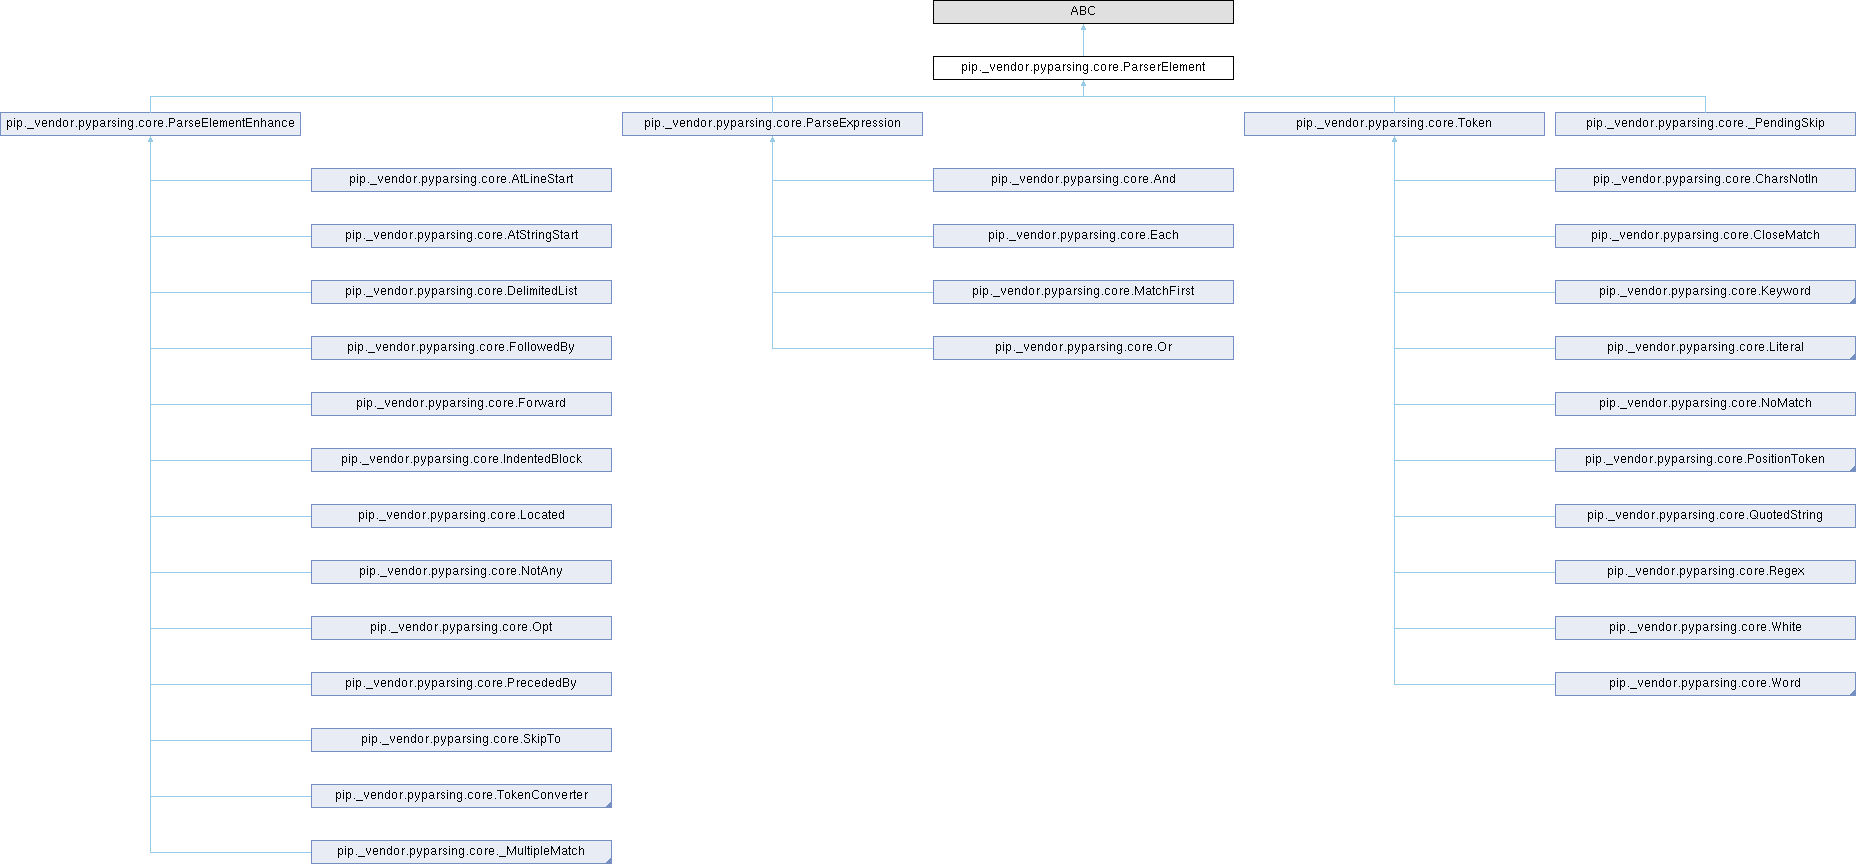 ABC
pip._vendor.pyparsing.core.ParserElement
pip._vendor.pyparsing.core.ParseElementEnhance
pip._vendor.pyparsing.core.ParseExpression
pip._vendor.pyparsing.core.Token
pip._vendor.pyparsing.core._PendingSkip
pip._vendor.pyparsing.core.AtLineStart
pip._vendor.pyparsing.core.And
pip._vendor.pyparsing.core.CharsNotIn
pip._vendor.pyparsing.core.AtStringStart
pip._vendor.pyparsing.core.Each
pip._vendor.pyparsing.core.CloseMatch
pip._vendor.pyparsing.core.DelimitedList
pip._vendor.pyparsing.core.MatchFirst
pip._vendor.pyparsing.core.Keyword
pip._vendor.pyparsing.core.FollowedBy
pip._vendor.pyparsing.core.Or
pip._vendor.pyparsing.core.Literal
pip._vendor.pyparsing.core.Forward
pip._vendor.pyparsing.core.NoMatch
pip._vendor.pyparsing.core.IndentedBlock
pip._vendor.pyparsing.core.PositionToken
pip._vendor.pyparsing.core.Located
pip._vendor.pyparsing.core.QuotedString
pip._vendor.pyparsing.core.NotAny
pip._vendor.pyparsing.core.Regex
pip._vendor.pyparsing.core.Opt
pip._vendor.pyparsing.core.White
pip._vendor.pyparsing.core.PrecededBy
pip._vendor.pyparsing.core.Word
pip._vendor.pyparsing.core.SkipTo
pip._vendor.pyparsing.core.TokenConverter
pip._vendor.pyparsing.core._MultipleMatch